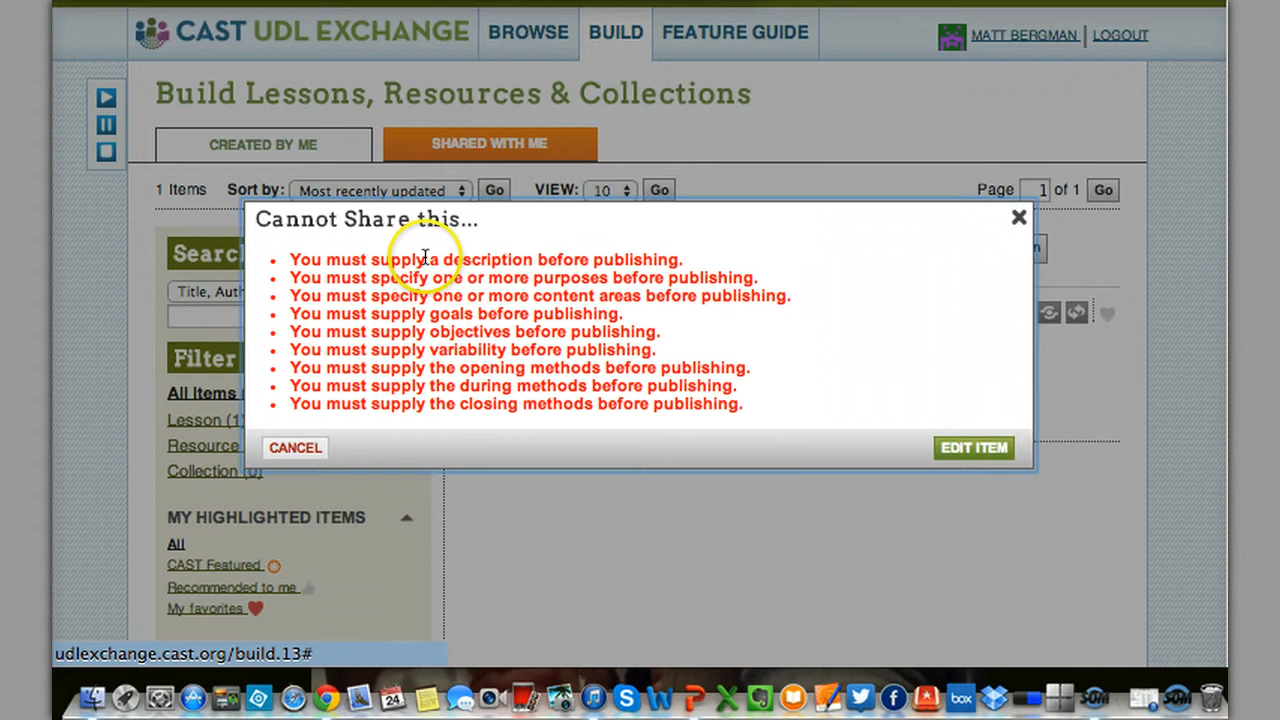 CAST UDL EXCHANGE BROWSE BUILD FEATURE GUIDE MATT BERGMAN | LOGOUT
Build Lessons, Resources & Collections
CREATED BY ME SHARED WITH ME
1 Items Sort by: Most recently updated Go VIEW: 10 Go Page 1 of 1 Go
Cannot Share this...
You must supply a description before publishing.
You must specify one or more purposes before publishing.
You must specify one or more content areas before publishing.
You must supply goals before publishing.
You must supply objectives before publishing.
You must supply variability before publishing.
You must supply the opening methods before publishing.
You must supply the during methods before publishing.
You must supply the closing methods before publishing.
CANCEL EDIT ITEM
Title,
Filter
All Items
Lesson (1)
Resource
Collection (0)
MY HIGHLIGHTED ITEMS
All
CAST Featured
Recommended to me
My favorites
udlexchange.cast.org/build.13#
24
box